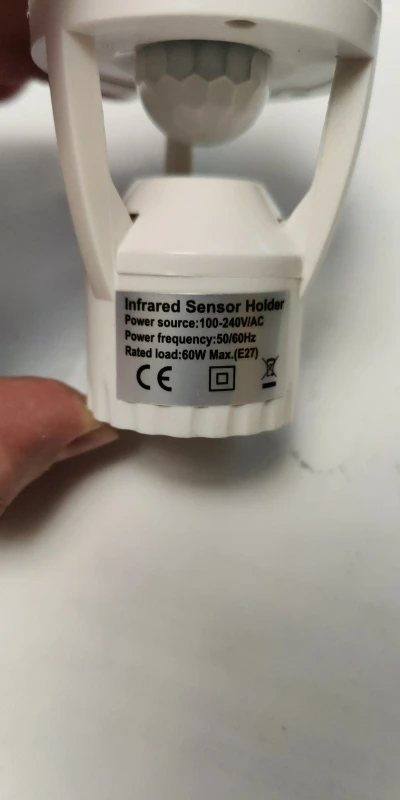 Infrared Sensor Holder
Power source:100-240V/AC
Power frequency:50/60Hz
Rated load:60W Max.(E27)
CE